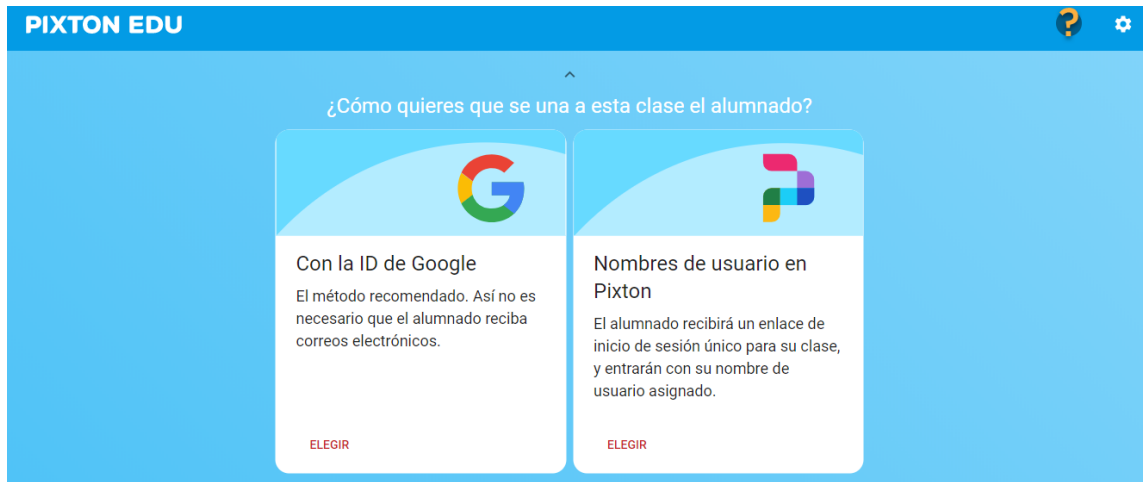 PIXTON EDU
¿Cómo quieres que se una a esta clase el alumnado?
Con la ID de Google
El método recomendado. Así no es
necesario que el alumnado reciba
correos electrónicos.
ELEGIR
Nombres de usuario en
Pixton
El alumnado recibirá un enlace de
inicio de sesión único para su clase,
y entrarán con su nombre de
usuario asignado.
ELEGIR